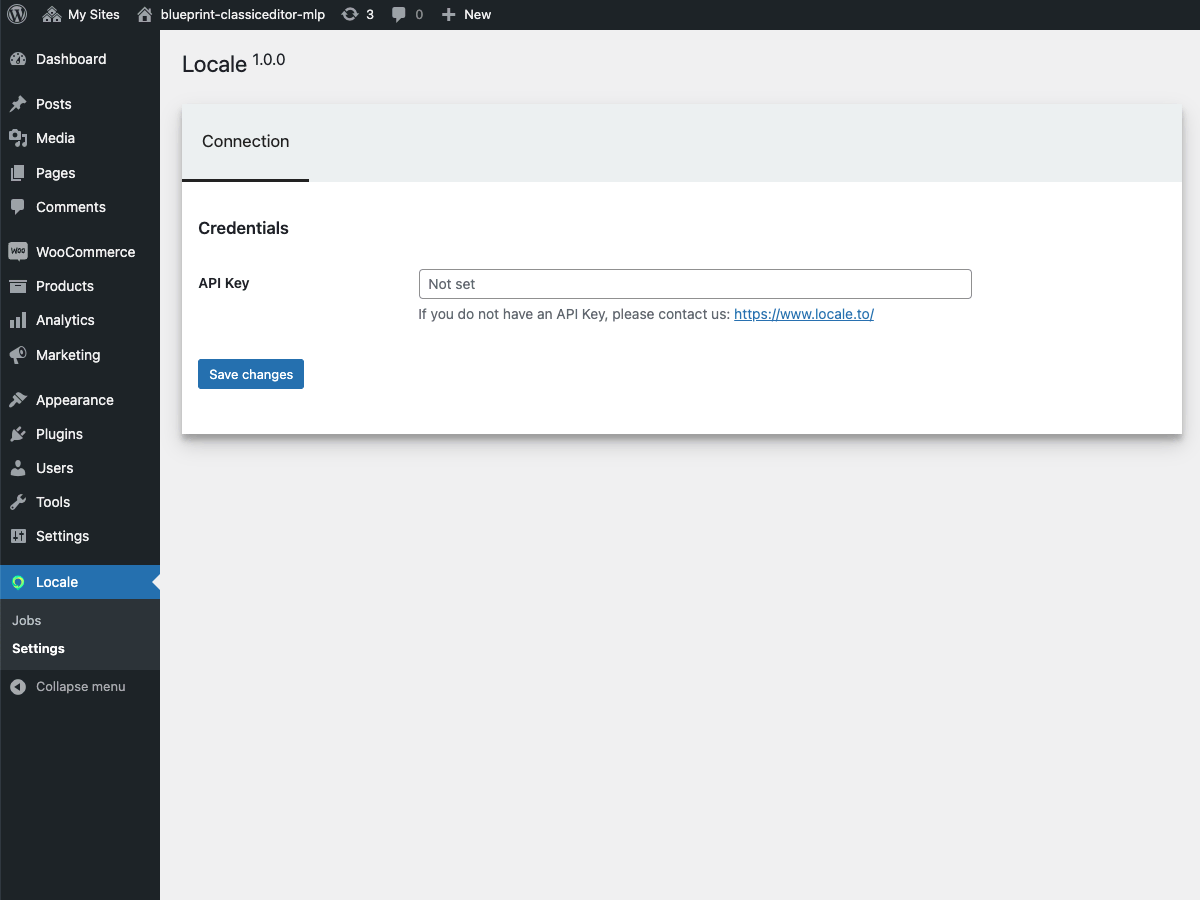 My Sites blueprint-classiceditor-mlp 3 0 New
Dashboard
Posts
Media
Pages
Comments
WooCommerce
Products
Analytics
Marketing
Appearance
Plugins
Users
Tools
Settings
Locale
Jobs
Settings
Collapse menu
Locale 1.0.0
Connection
Credentials
API Key
Not set
If you do not have an API Key, please contact us: https://www.locale.to/
Save changes